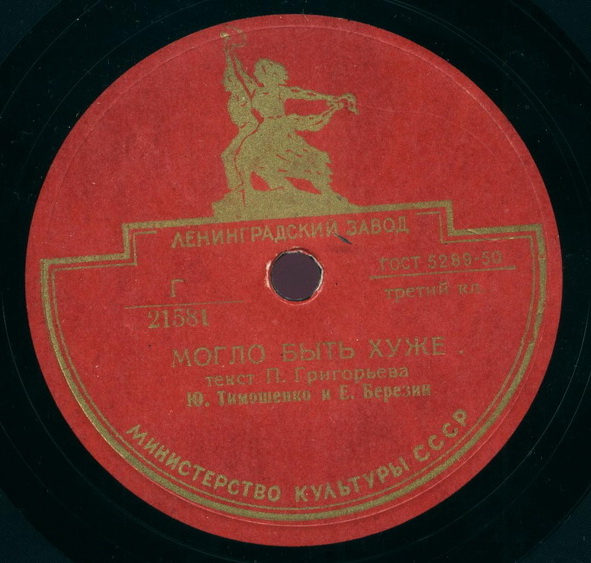 ЛЕНИНГРАДСКИЙ ЗАВОД
ГОСТ 5289-50
Г
третий кл.
21581
МОГЛО БЫТЬ ХУЖЕ
текст П. Григорьева
Ю. Тимошенко и Е. Березин
МИНИСТЕРСТВО КУЛЬТУРЫ СССР